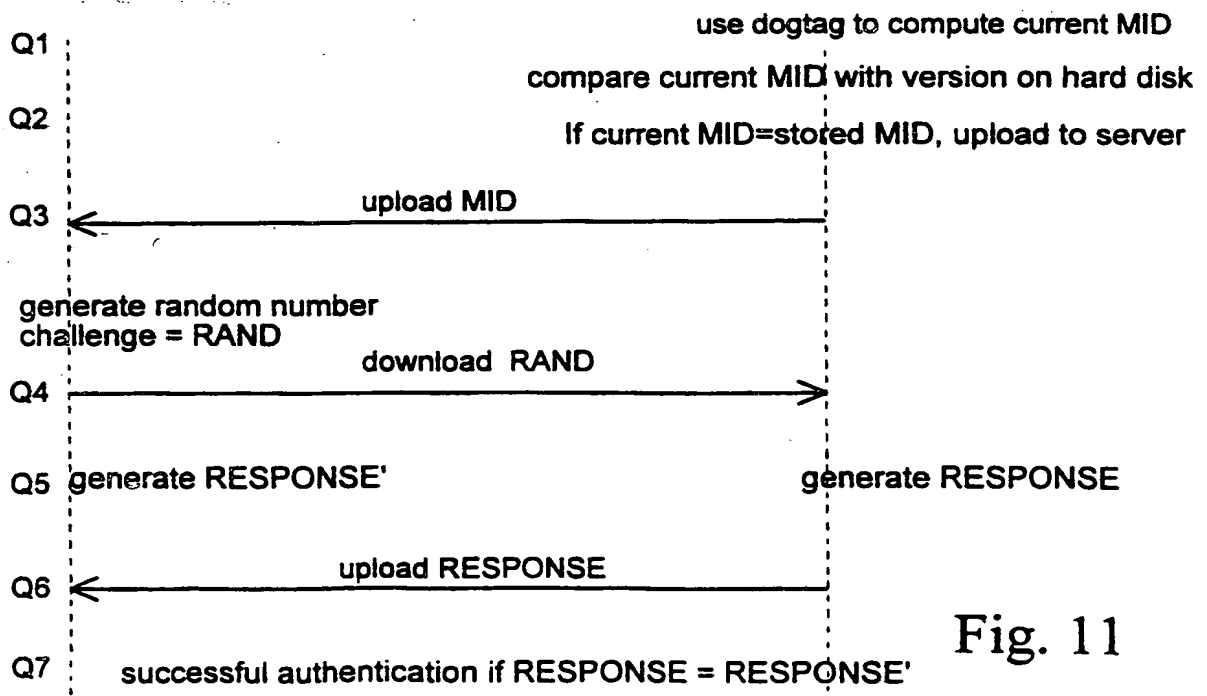 use dogtag to compute current MID
Q1
compare current MID with version on hard disk
Q2
If current MID=stored MID, upload to server
upload MID
Q3
generate random number
challenge = RAND
download RAND
Q4
Q5 generate RESPONSE' generate RESPONSE
upload RESPONSE
Q6
Fig. 11
Q7 successful authentication if RESPONSE = RESPONSE'